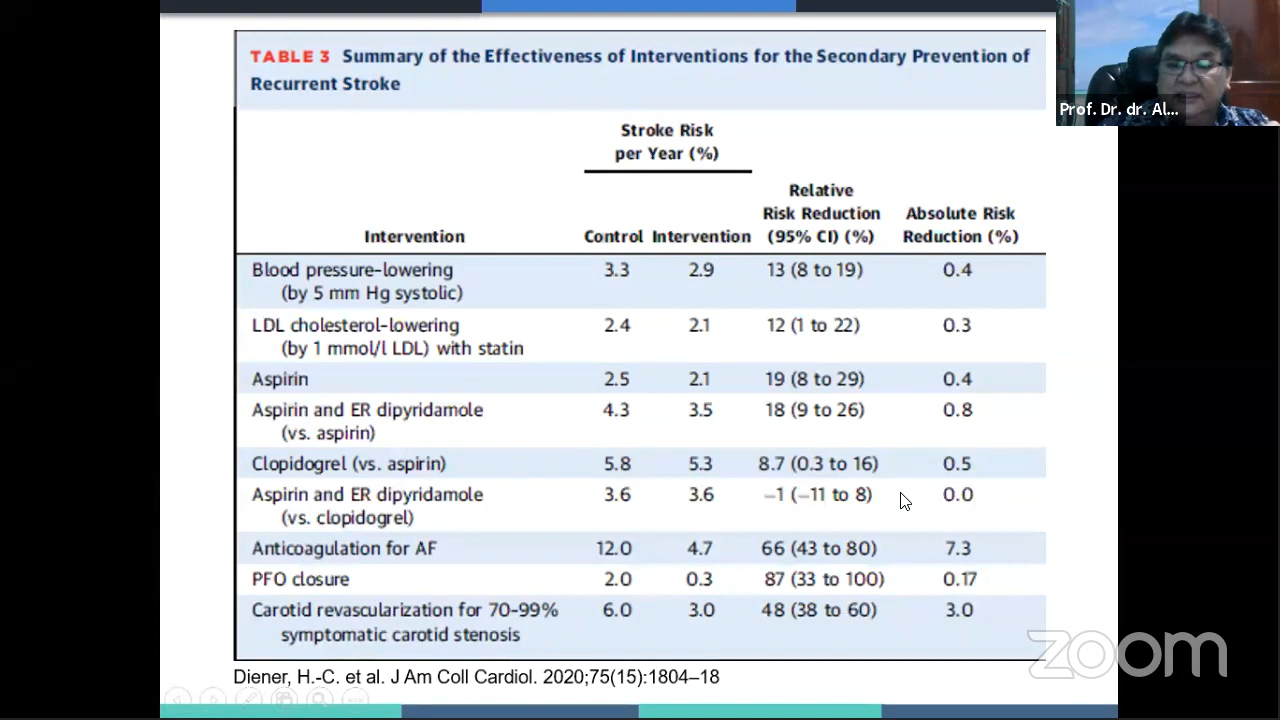 TABLE 3 Summary of the Effectiveness of Interventions for the Secondary Prevention of
Recurrent Stroke
Prof. Dr. dr. Al...
Stroke Risk
per Year (%)
Relative
Risk Reduction
(95% CI) (%)
Absolute Risk
Reduction (%)
Intervention Control Intervention
Blood pressure-lowering 3.3 2.9 13 (8 to 19) 0.4
(by 5 mm Hg systolic)
LDL cholesterol-lowering 2.4 2.1 12 (1 to 22) 0.3
(by 1 mmol/l LDL) with statin
Aspirin 2.5 2.1 19 (8 to 29) 0.4
Aspirin and ER dipyridamole 4.3 3.5 18 (9 to 26) 0.8
(vs. aspirin)
Clopidogrel (vs. aspirin) 5.8 5.3 8.7 (0.3 to 16) 0.5
Aspirin and ER dipyridamole 3.6 3.6 −1 (−11 to 8) 0.0
(vs. clopidogrel)
Anticoagulation for AF 12.0 4.7 66 (43 to 80) 7.3
PFO closure 2.0 0.3 87 (33 to 100) 0.17
Carotid revascularization for 70-99% 6.0 3.0 48 (38 to 60) 3.0
symptomatic carotid stenosis
zoom
Diener, H.-C. et al. J Am Coll Cardiol. 2020;75(15):1804–18